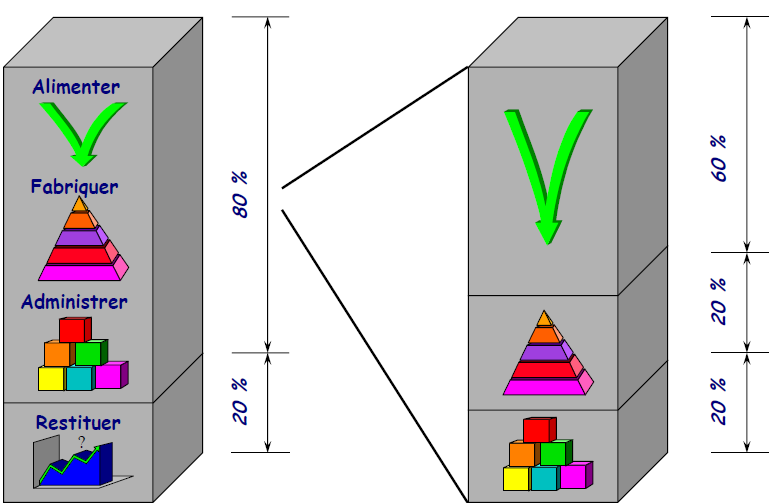 Alimenter
Fabriquer
Administrer
Restituer
?
80 %
20 %
60 %
20 %
20 %